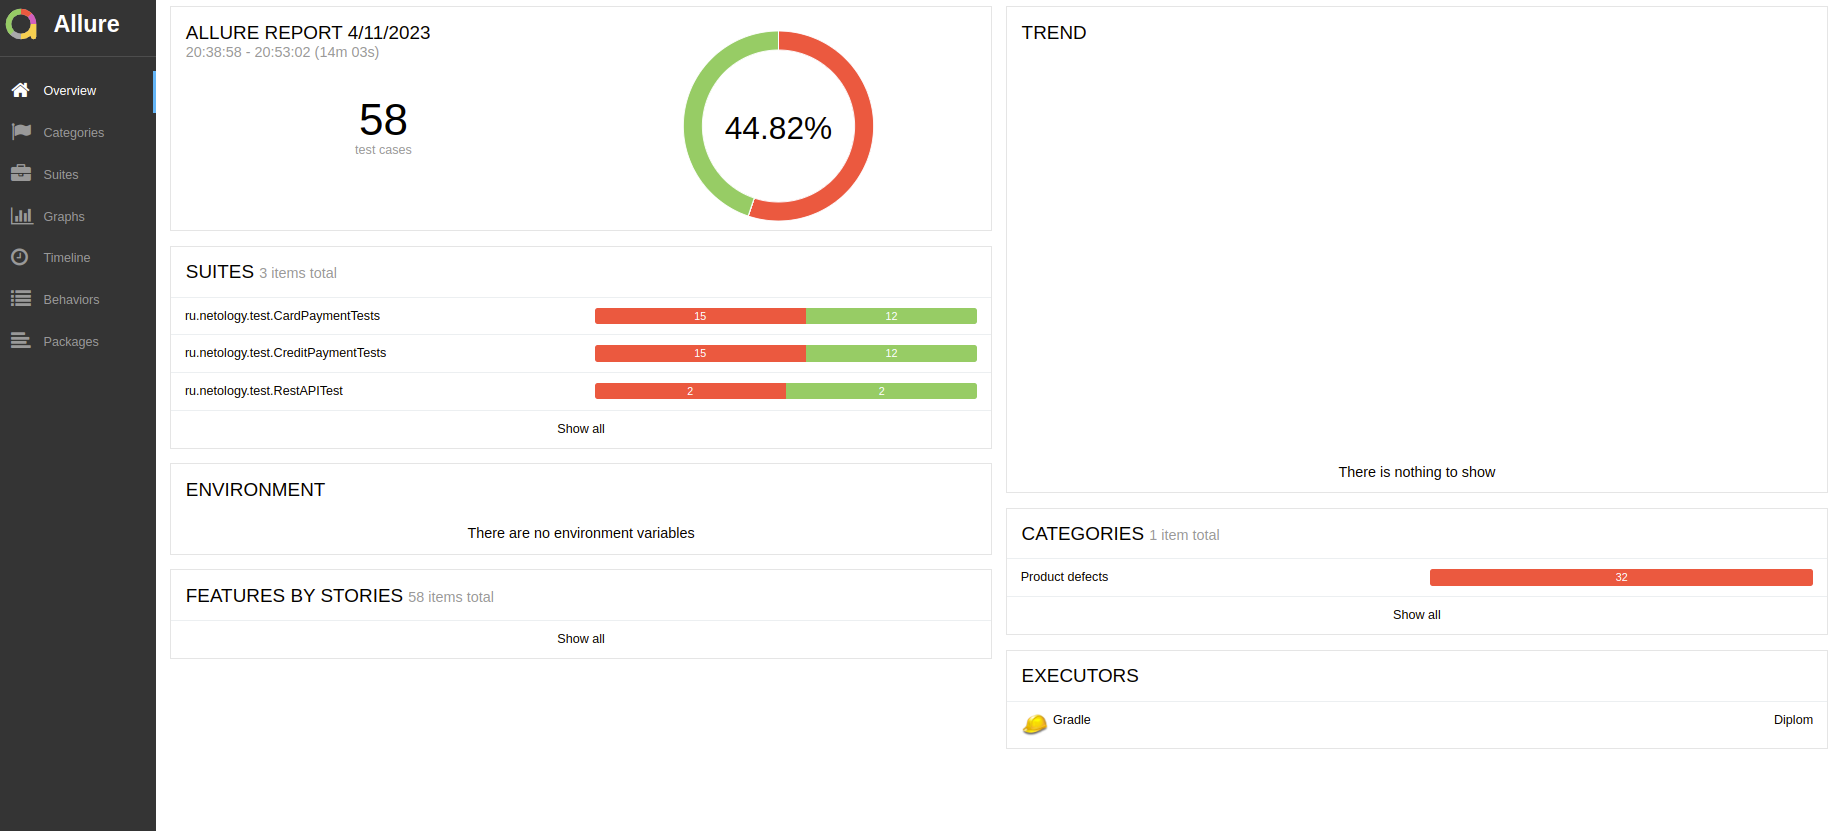 Allure
Overview
Categories
Suites
Graphs
Timeline
Behaviors
Packages
ALLURE REPORT 4/11/2023
20:38:58 - 20:53:02 (14m 03s)
58
test cases
44.82%
SUITES 3 items total
ru.netology.test.CardPaymentTests 15 12
ru.netology.test.CreditPaymentTests 15 12
ru.netology.test.RestAPITest 2 2
Show all
ENVIRONMENT
There are no environment variables
FEATURES BY STORIES 58 items total
Show all
TREND
There is nothing to show
CATEGORIES 1 item total
Product defects 32
Show all
EXECUTORS
Gradle Diplom